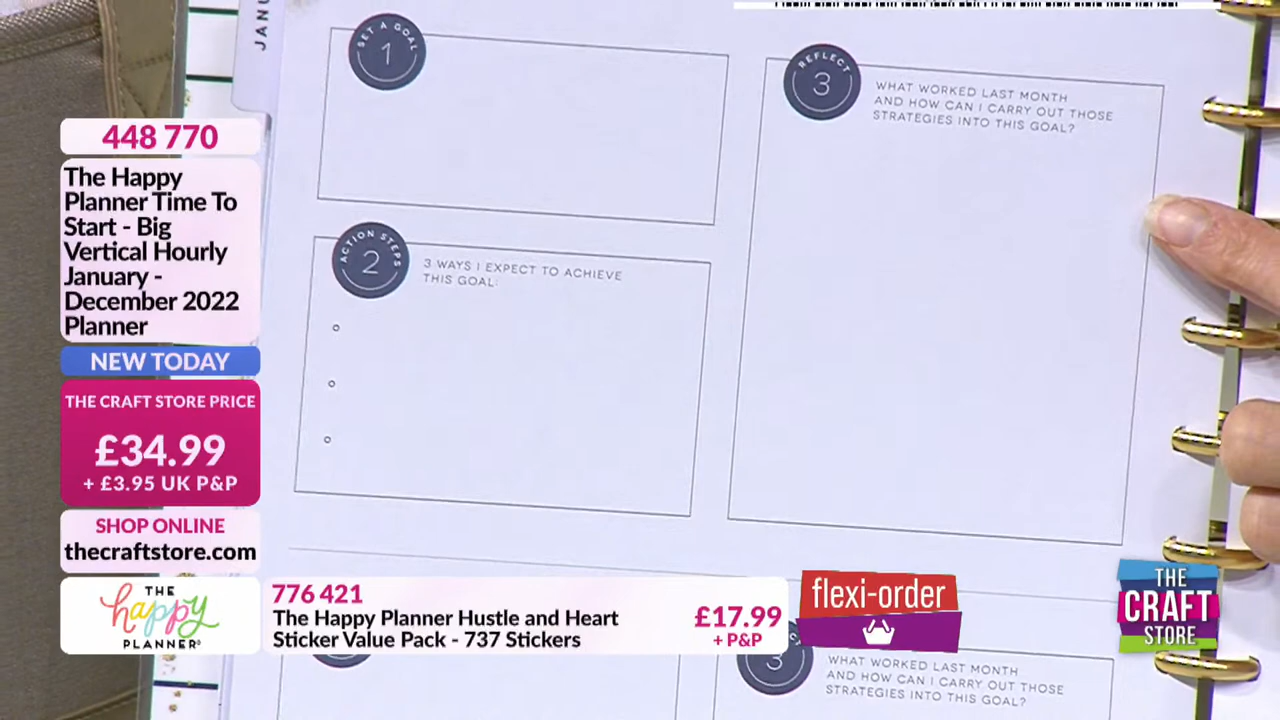 JANU
SET A GOAL
1
REFLECT
3
WHAT WORKED LAST MONTH
AND HOW CAN I CARRY OUT THOSE
STRATEGIES INTO THIS GOAL?
ACTION STEPS
2
3 WAYS I EXPECT TO ACHIEVE
THIS GOAL:
448 770
The Happy
Planner Time To
Start - Big
Vertical Hourly
January -
December 2022
Planner
NEW TODAY
THE CRAFT STORE PRICE
£34.99
+ £3.95 UK P&P
SHOP ONLINE
thecraftstore.com
THE
happy
PLANNER®
776 421
The Happy Planner Hustle and Heart
Sticker Value Pack - 737 Stickers
£17.99
+ P&P
flexi-order
THE
CRAFT
STORE
3
WHAT WORKED LAST MONTH
AND HOW CAN I CARRY OUT THOSE
STRATEGIES INTO THIS GOAL?